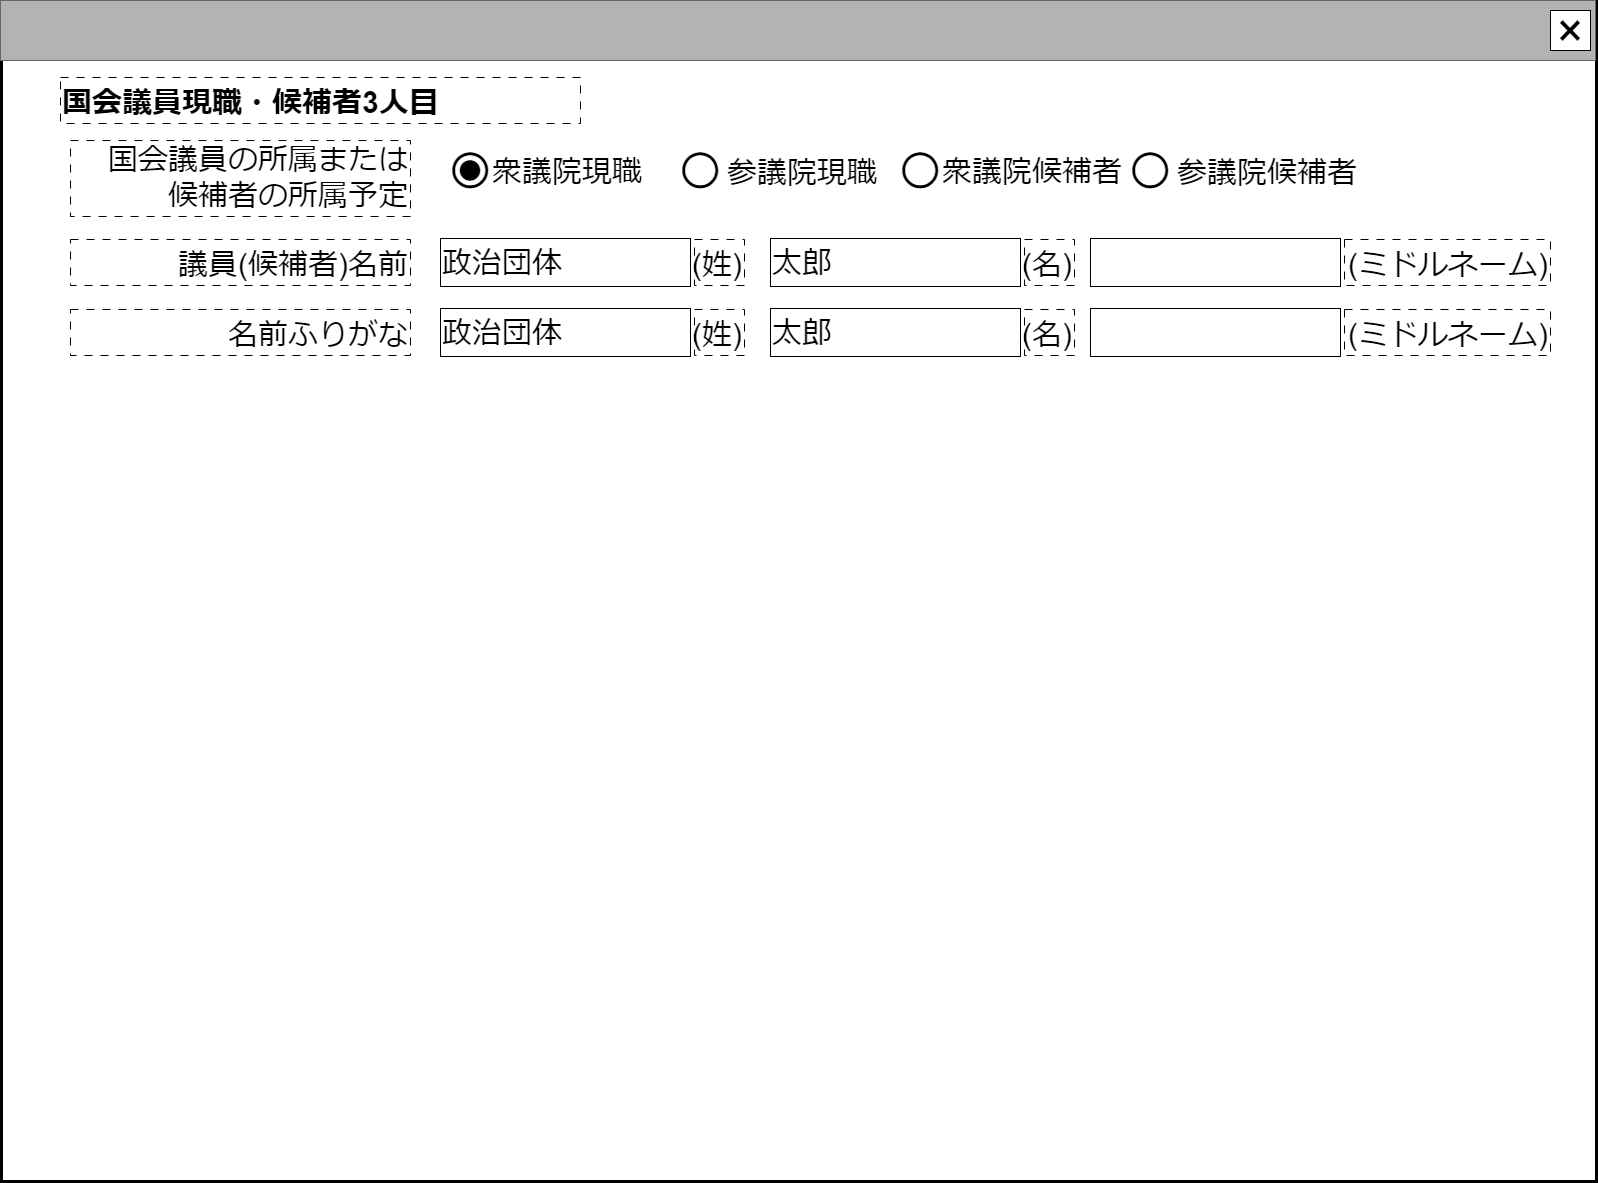 国会議員現職・候補者3人目
国会議員の所属または
候補者の所属予定
衆議院現職 参議院現職 衆議院候補者 参議院候補者
議員(候補者)名前 政治団体 (姓) 太郎 (名) (ミドルネーム)
名前ふりがな 政治団体 (姓) 太郎 (名) (ミドルネーム)